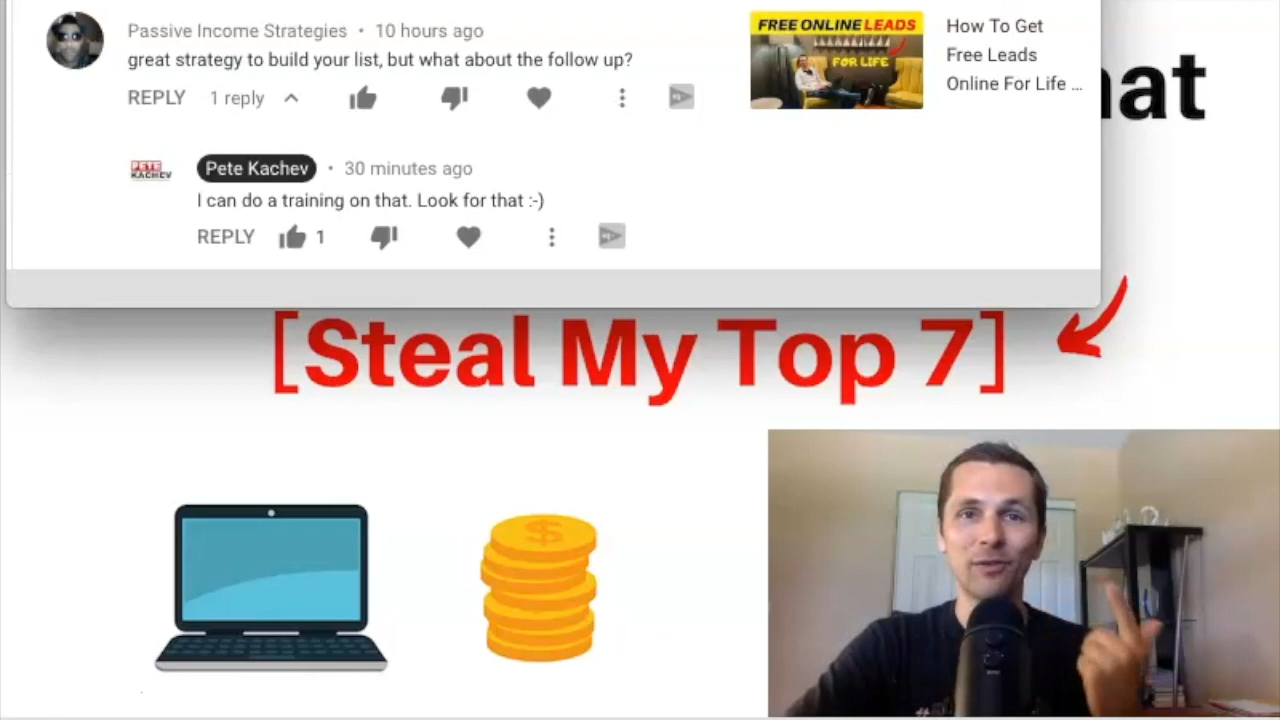 Passive Income Strategies • 10 hours ago
great strategy to build your list, but what about the follow up?
REPLY 1 reply
FREE ONLINE LEADS
FOR LIFE
How To Get
Free Leads
Online For Life ...
PETE
KACHEV
Pete Kachev • 30 minutes ago
I can do a training on that. Look for that :-)
REPLY 1
[Steal My Top 7]
$